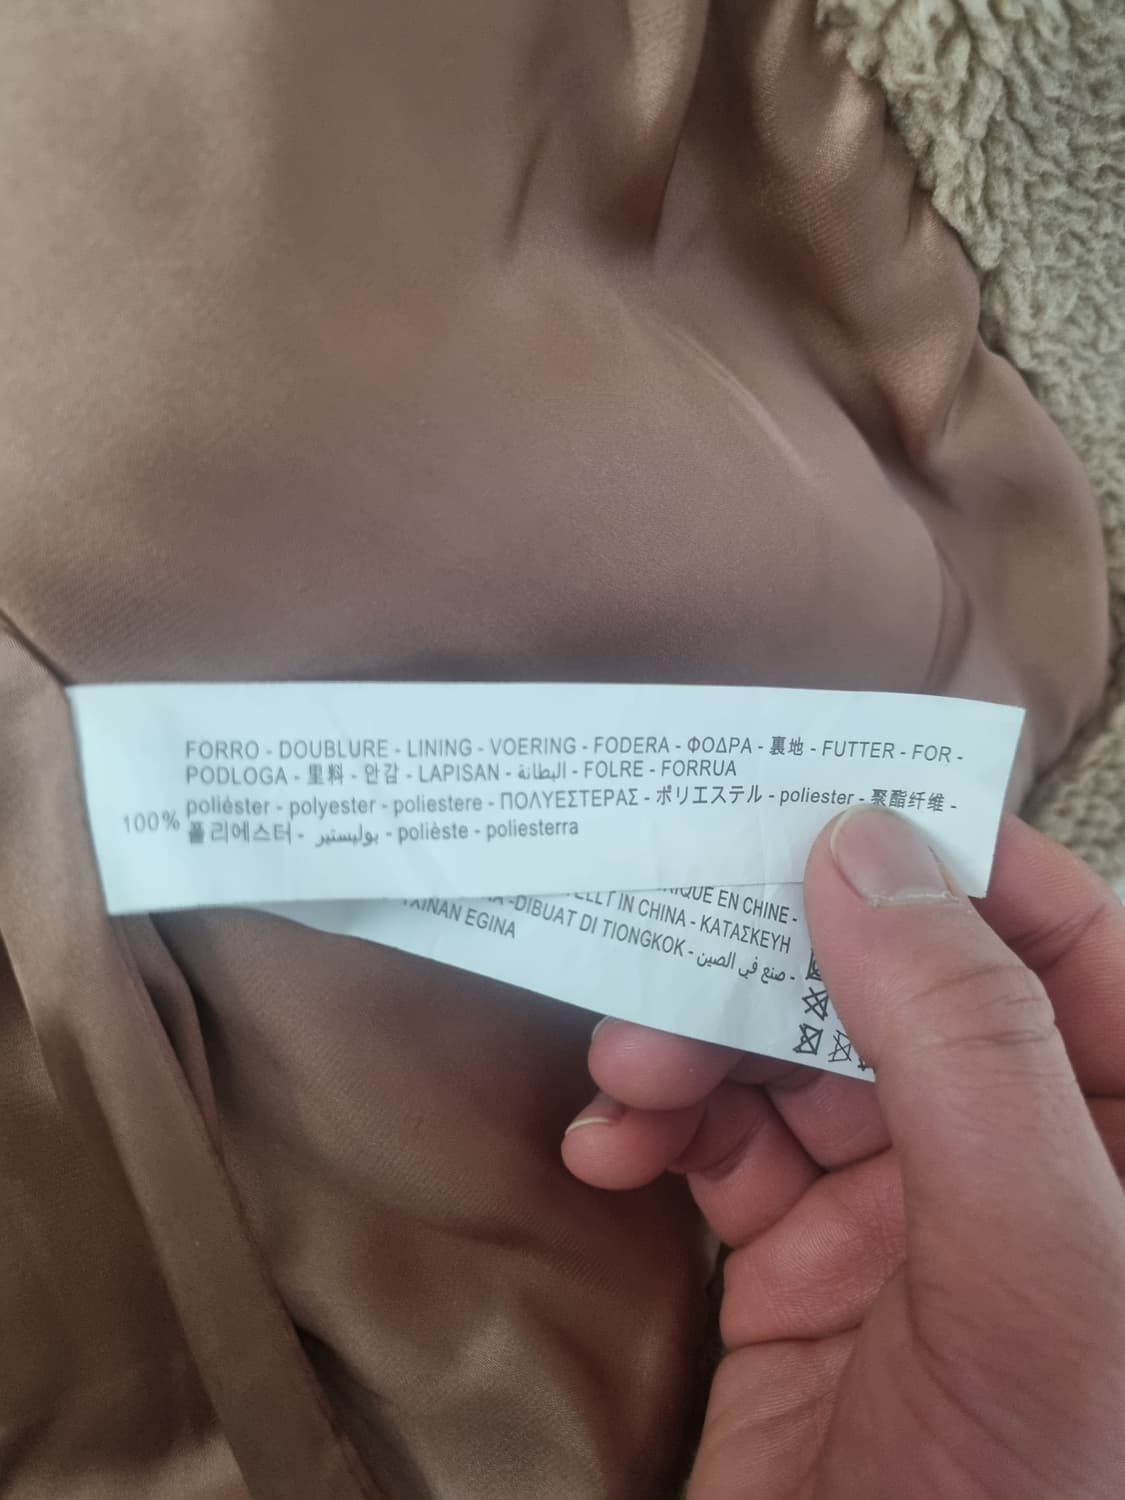 FORRO - DOUBLURE - LINING - VOERING - FODERA - ΦΟΔΡΑ - 裏地 - FUTTER - FOR -
PODLOGA - 里料 - 안감 - LAPISAN - البطانة - FOLRE - FORRUA
100% poliéster - polyester - poliestere - ΠΟΛΥΕΣΤΕΡΑΣ - ポリエステル - poliester - 聚酯纤维 -
폴리에스터 - بوليستير - polièste - poliesterra
EN CHINE -
IN CHINA - ΚΑΤΑΣΚΕΥΗ
-DIBUAT DI TIONGKOK - صنع في الصين -
EGINA